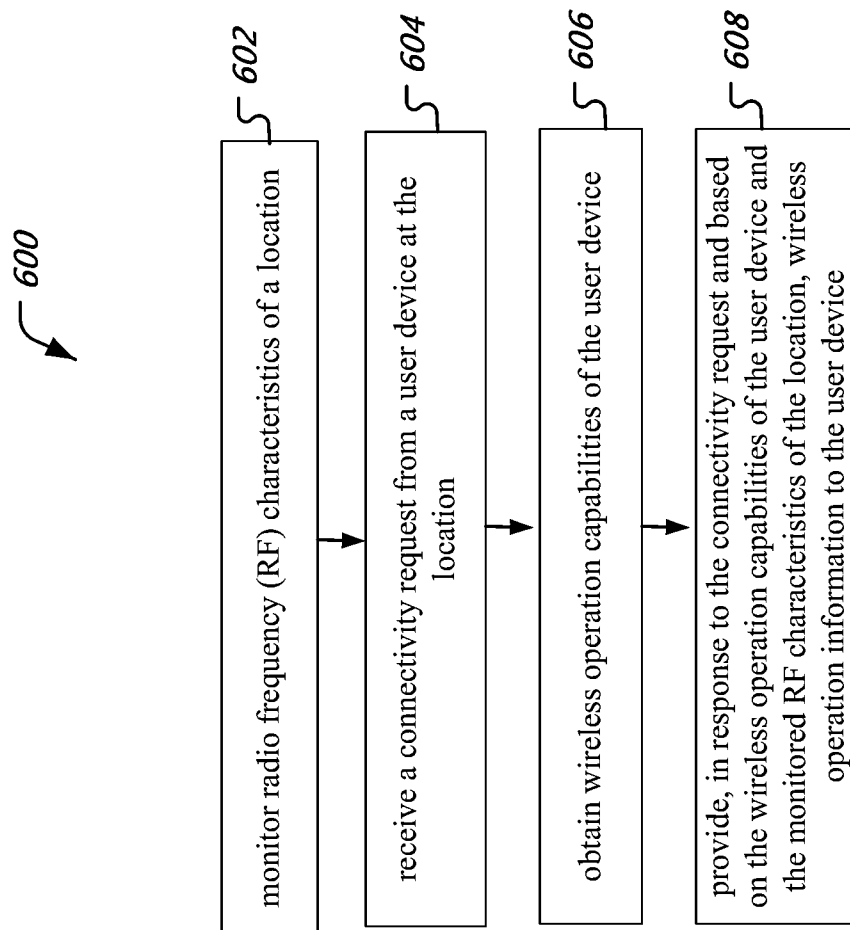 600
602
monitor radio frequency (RF) characteristics of a location
604
receive a connectivity request from a user device at the
location
606
obtain wireless operation capabilities of the user device
608
provide, in response to the connectivity request and based
on the wireless operation capabilities of the user device and
the monitored RF characteristics of the location, wireless
operation information to the user device